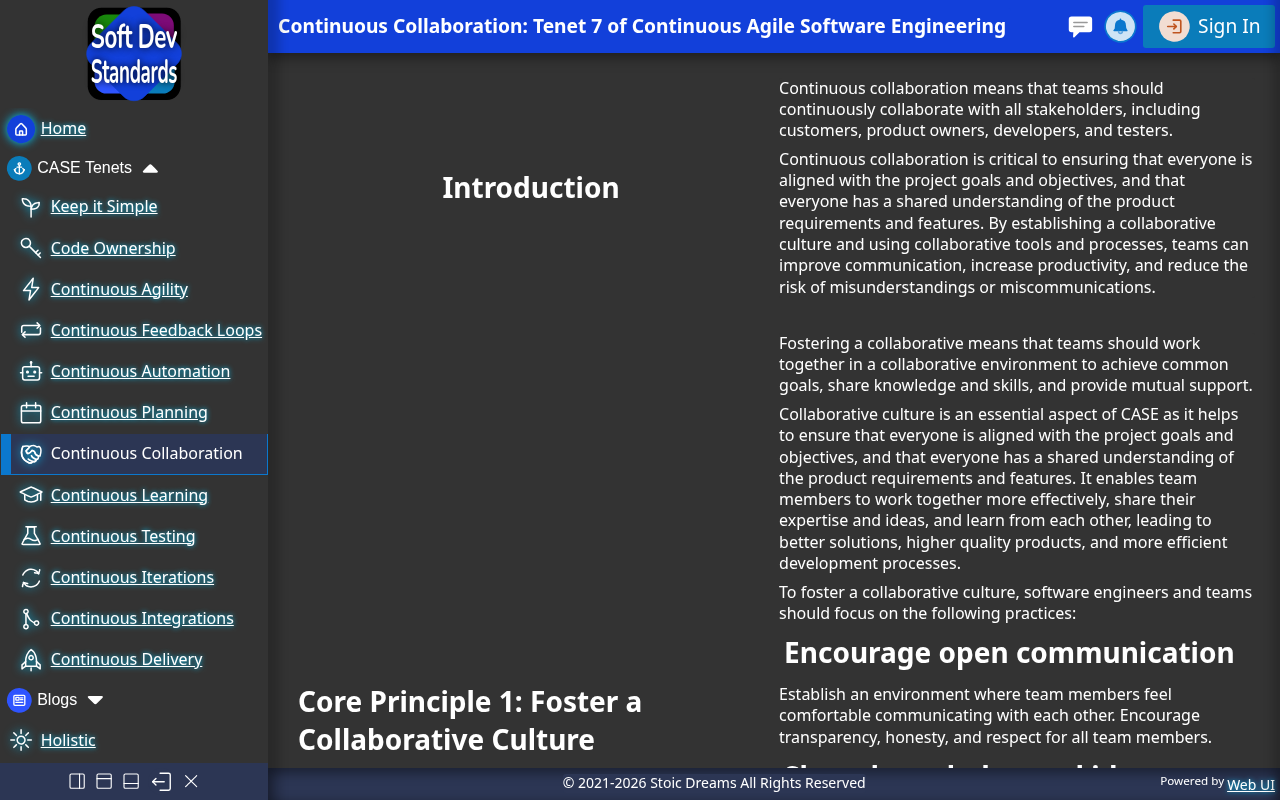 Soft Dev
Standards
Home
CASE Tenets
Keep it Simple
Code Ownership
Continuous Agility
Continuous Feedback Loops
Continuous Automation
Continuous Planning
Continuous Collaboration
Continuous Learning
Continuous Testing
Continuous Iterations
Continuous Integrations
Continuous Delivery
Blogs
Holistic
Continuous Collaboration: Tenet 7 of Continuous Agile Software Engineering
Sign In
Introduction
Continuous collaboration means that teams should
continuously collaborate with all stakeholders, including
customers, product owners, developers, and testers.
Continuous collaboration is critical to ensuring that everyone is
aligned with the project goals and objectives, and that
everyone has a shared understanding of the product
requirements and features. By establishing a collaborative
culture and using collaborative tools and processes, teams can
improve communication, increase productivity, and reduce the
risk of misunderstandings or miscommunications.
Core Principle 1: Foster a
Collaborative Culture
Fostering a collaborative means that teams should work
together in a collaborative environment to achieve common
goals, share knowledge and skills, and provide mutual support.
Collaborative culture is an essential aspect of CASE as it helps
to ensure that everyone is aligned with the project goals and
objectives, and that everyone has a shared understanding of
the product requirements and features. It enables team
members to work together more effectively, share their
expertise and ideas, and learn from each other, leading to
better solutions, higher quality products, and more efficient
development processes.
To foster a collaborative culture, software engineers and teams
should focus on the following practices:
Encourage open communication
Establish an environment where team members feel
comfortable communicating with each other. Encourage
transparency, honesty, and respect for all team members.
© 2021-2026 Stoic Dreams All Rights Reserved
Powered by Web UI